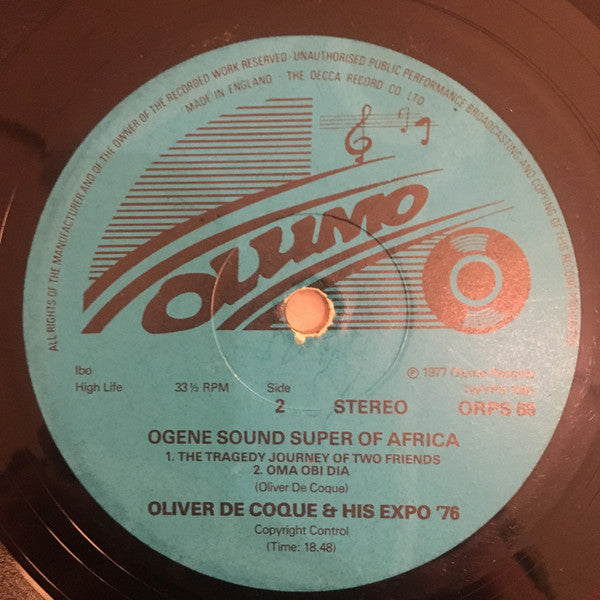 ALL RIGHTS OF THE MANUFACTURER AND OF THE OWNER OF THE RECORDED WORK RESERVED · UNAUTHORISED PUBLIC PERFORMANCE BROADCASTING AND COPYING OF THIS RECORD
MADE IN ENGLAND · THE DECCA RECORD CO LTD
OLUMO
Ibo
High Life
33⅓ RPM
Side
2
STEREO
℗ 1977 Olumo Records
ORPS 58
OGENE SOUND SUPER OF AFRICA
1. THE TRAGEDY JOURNEY OF TWO FRIENDS
2. OMA OBI DIA
(Oliver De Coque)
OLIVER DE COQUE & HIS EXPO '76
Copyright Control
(Time: 18.48)